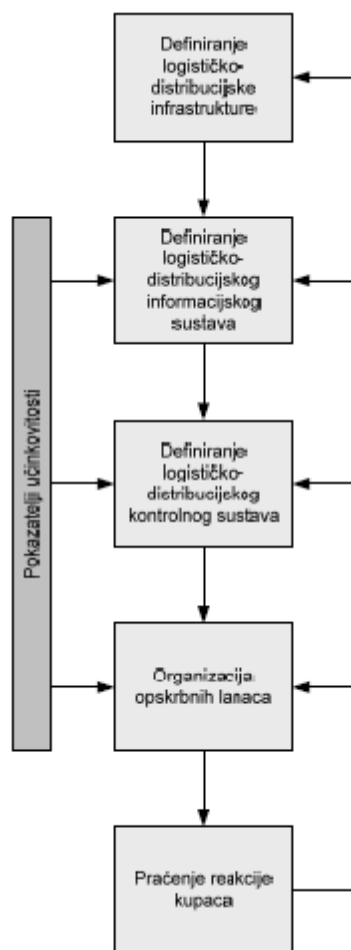 Definiranje
logističko-
distribucijske
infrastrukture
Definiranje
logističko-
distribucijskog
informacijskog
sustava
Pokazatelji učinkovitosti
Definiranje
logističko-
distribucijskog
kontrolnog sustava
Organizacija
opskrbnih lanaca
Praćenje reakcije
kupaca